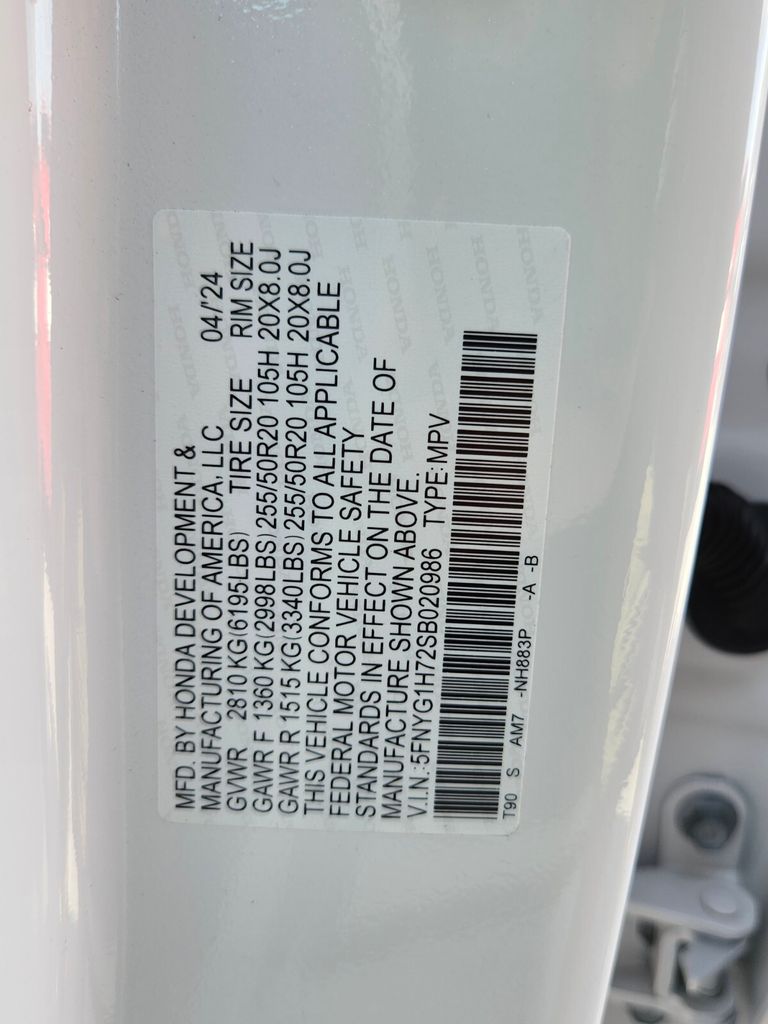 MFD. BY HONDA DEVELOPMENT &
MANUFACTURING OF AMERICA, LLC 04/'24
GVWR 2810 KG(6195LBS) TIRE SIZE RIM SIZE
GAWR F 1360 KG(2998LBS) 255/50R20 105H 20X8.0J
GAWR R 1515 KG(3340LBS) 255/50R20 105H 20X8.0J
THIS VEHICLE CONFORMS TO ALL APPLICABLE
FEDERAL MOTOR VEHICLE SAFETY
STANDARDS IN EFFECT ON THE DATE OF
MANUFACTURE SHOWN ABOVE.
V.I.N.:5FNYG1H72SB020986 TYPE:MPV
T90 S AM7 -NH883P -A -B